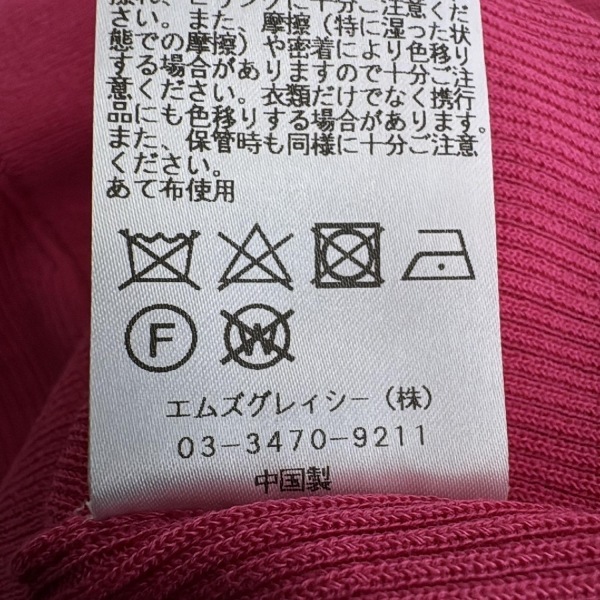 さい。また、摩擦(特に湿った状
態での摩擦)や汗により色移り
する場合がありますので十分ご注
意ください。衣類だけでなく携行
品にも色移りする場合があります。
また、保管時も同様に十分ご注意
ください。
あて布使用
F W
エムズグレイシー(株)
03-3470-9211
中国製